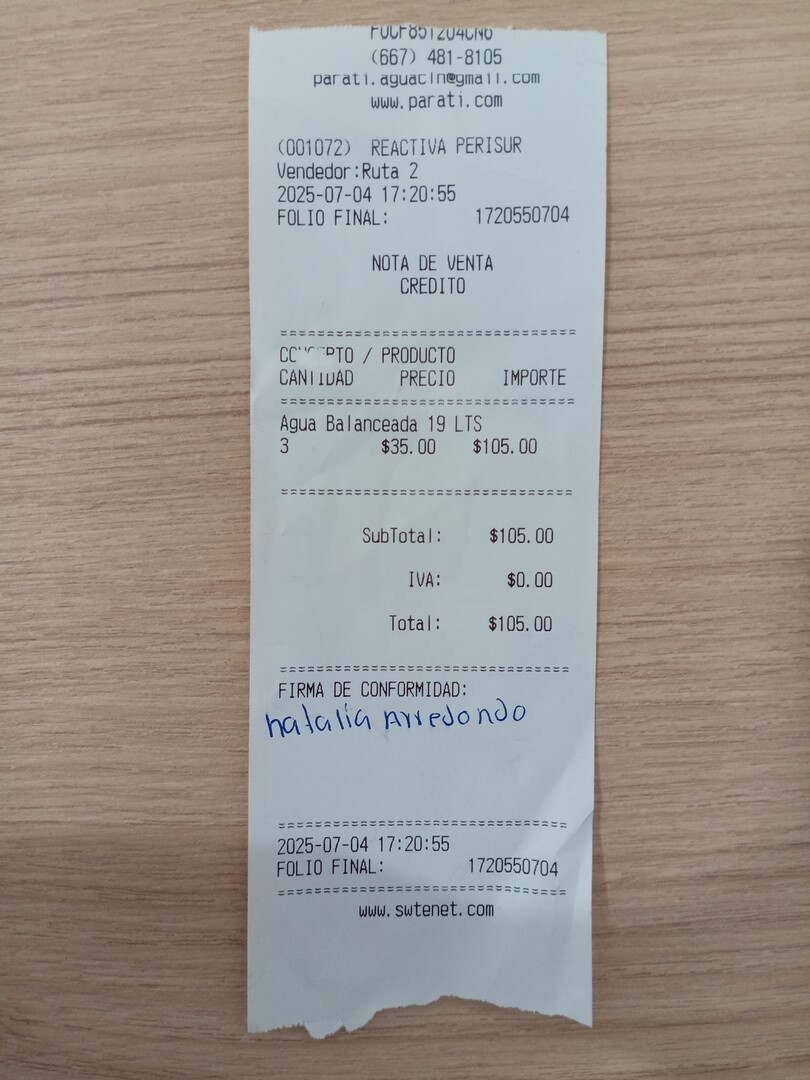 (667) 481-8105
parati.aguacln@gmail.com
www.parati.com
(001072) REACTIVA PERISUR
Vendedor:Ruta 2
2025-07-04 17:20:55
FOLIO FINAL: 1720550704
NOTA DE VENTA
CREDITO
================================
CONCEPTO / PRODUCTO
CANTIDAD PRECIO IMPORTE
================================
Agua Balanceada 19 LTS
3 $35.00 $105.00
================================
SubTotal: $105.00
IVA: $0.00
Total: $105.00
================================
FIRMA DE CONFORMIDAD:
natalia Arredondo
================================
2025-07-04 17:20:55
FOLIO FINAL: 1720550704
================================
www.swtenet.com